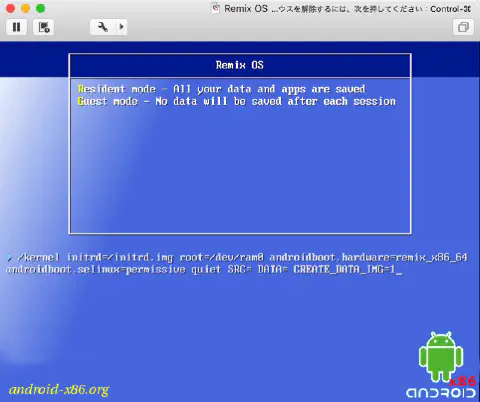 Remix OS ...ウスを解除するには、次を押してください：Control-⌘
Remix OS
Resident mode - All your data and apps are saved
Guest mode - No data will be saved after each session
> /kernel initrd=/initrd.img root=/dev/ram0 androidboot.hardware=remix_x86_64
androidboot.selinux=permissive quiet SRC= DATA= CREATE_DATA_IMG=1_
android-x86.org
x86
ANDROID